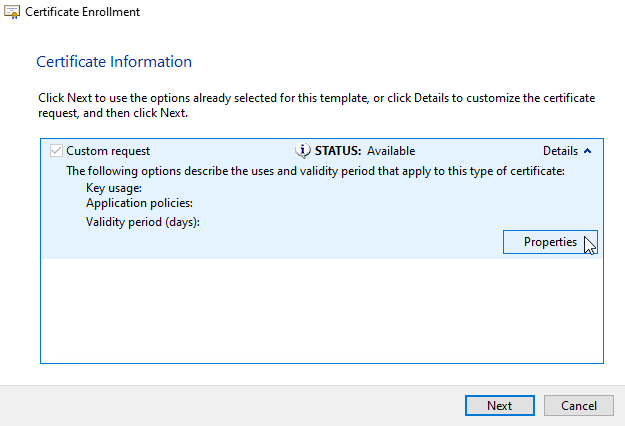 Certificate Enrollment
Certificate Information
Click Next to use the options already selected for this template, or click Details to customize the certificate
request, and then click Next.
Custom request STATUS: Available Details
The following options describe the uses and validity period that apply to this type of certificate:
Key usage:
Application policies:
Validity period (days):
Properties
Next Cancel